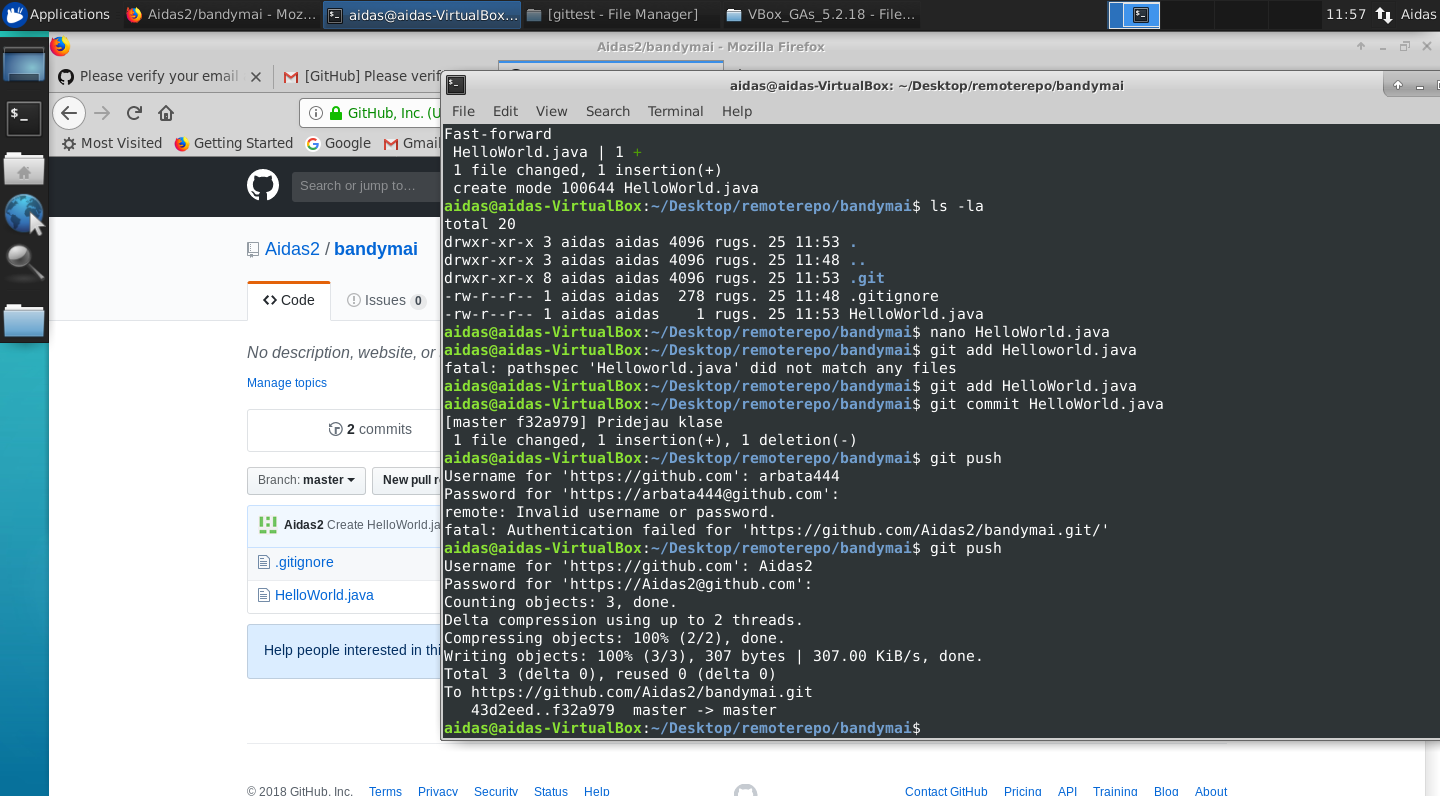 Applications Aidas2/bandymai - Moz... aidas@aidas-VirtualBox... [gittest - File Manager] VBox_GAs_5.2.18 - File... 11:57 Aidas
Aidas2/bandymai - Mozilla Firefox
Please verify your email [GitHub] Please verif
GitHub, Inc. (U
Most Visited Getting Started Google Gmai
Search or jump to…
Aidas2 / bandymai
Code Issues 0
No description, website, or
Manage topics
2 commits
Branch: master New pull r
Aidas2 Create HelloWorld.ja
.gitignore
HelloWorld.java
Help people interested in thi
© 2018 GitHub, Inc. Terms Privacy Security Status Help Contact GitHub Pricing API Training Blog About
aidas@aidas-VirtualBox: ~/Desktop/remoterepo/bandymai
File Edit View Search Terminal Help
Fast-forward
 HelloWorld.java | 1 +
 1 file changed, 1 insertion(+)
 create mode 100644 HelloWorld.java
aidas@aidas-VirtualBox:~/Desktop/remoterepo/bandymai$ ls -la
total 20
drwxr-xr-x 3 aidas aidas 4096 rugs. 25 11:53 .
drwxr-xr-x 3 aidas aidas 4096 rugs. 25 11:48 ..
drwxr-xr-x 8 aidas aidas 4096 rugs. 25 11:53 .git
-rw-r--r-- 1 aidas aidas  278 rugs. 25 11:48 .gitignore
-rw-r--r-- 1 aidas aidas    1 rugs. 25 11:53 HelloWorld.java
aidas@aidas-VirtualBox:~/Desktop/remoterepo/bandymai$ nano HelloWorld.java
aidas@aidas-VirtualBox:~/Desktop/remoterepo/bandymai$ git add Helloworld.java
fatal: pathspec 'Helloworld.java' did not match any files
aidas@aidas-VirtualBox:~/Desktop/remoterepo/bandymai$ git add HelloWorld.java
aidas@aidas-VirtualBox:~/Desktop/remoterepo/bandymai$ git commit HelloWorld.java
[master f32a979] Pridejau klase
 1 file changed, 1 insertion(+), 1 deletion(-)
aidas@aidas-VirtualBox:~/Desktop/remoterepo/bandymai$ git push
Username for 'https://github.com': arbata444
Password for 'https://arbata444@github.com':
remote: Invalid username or password.
fatal: Authentication failed for 'https://github.com/Aidas2/bandymai.git/'
aidas@aidas-VirtualBox:~/Desktop/remoterepo/bandymai$ git push
Username for 'https://github.com': Aidas2
Password for 'https://Aidas2@github.com':
Counting objects: 3, done.
Delta compression using up to 2 threads.
Compressing objects: 100% (2/2), done.
Writing objects: 100% (3/3), 307 bytes | 307.00 KiB/s, done.
Total 3 (delta 0), reused 0 (delta 0)
To https://github.com/Aidas2/bandymai.git
   43d2eed..f32a979  master -> master
aidas@aidas-VirtualBox:~/Desktop/remoterepo/bandymai$